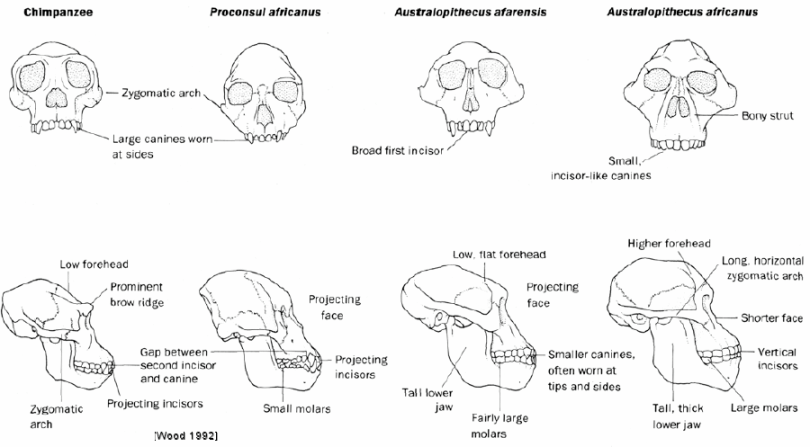 Chimpanzee
Proconsul africanus
Australopithecus afarensis
Australopithecus africanus
Zygomatic arch
Large canines worn
at sides
Broad first incisor
Bony strut
Small,
incisor-like canines
Low forehead
Prominent
brow ridge
Gap between
second incisor
and canine
Zygomatic
arch
Projecting incisors
[Wood 1992]
Projecting
face
Projecting
incisors
Small molars
Low, flat forehead
Projecting
face
Smaller canines,
often worn at
tips and sides
Tall lower
jaw
Fairly large
molars
Higher forehead
Long, horizontal
zygomatic arch
Shorter face
Vertical
incisors
Large molars
Tall, thick
lower jaw